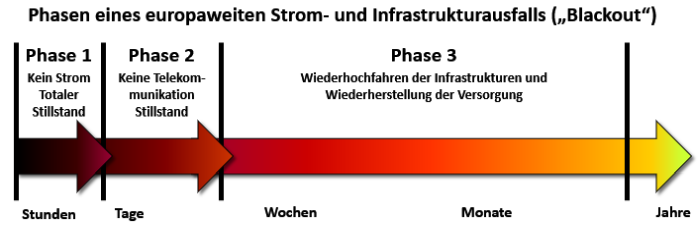 Phasen eines europaweiten Strom- und Infrastrukturausfalls („Blackout“)
Phase 1
Kein Strom
Totaler
Stillstand
Phase 2
Keine Telekom-
munikation
Stillstand
Phase 3
Wiederhochfahren der Infrastrukturen und
Wiederherstellung der Versorgung
Stunden Tage Wochen Monate Jahre